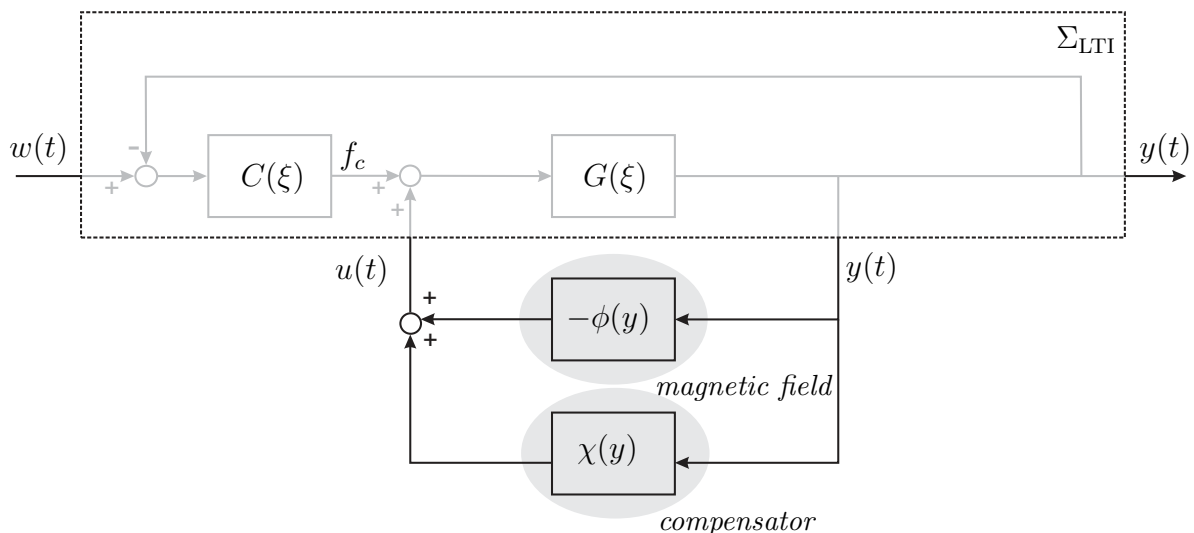 Σ_LTI
w(t)
-
+
C(ξ)
f_c
+
+
G(ξ)
y(t)
u(t)
y(t)
+
−ϕ(y)
+
magnetic field
χ(y)
compensator